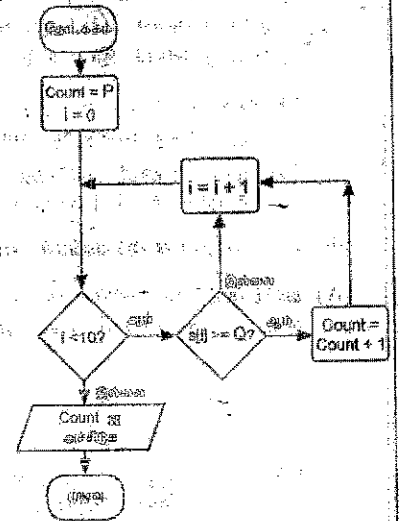 தொடக்கம்
Count = P
i = 0
i = i + 1
இல்லை
i <10?
ஆம்
s[i] >= Q?
ஆம்
Count =
Count + 1
இல்லை
Count ஐ
அச்சிடுக
முடிவு